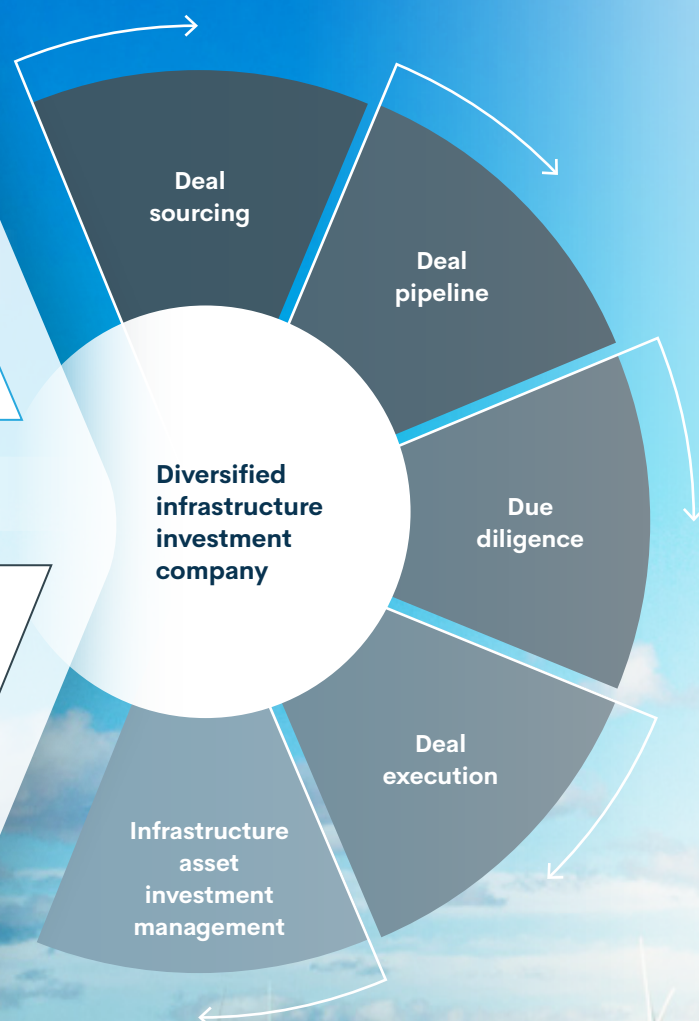 Deal
sourcing
Deal
pipeline
Due
diligence
Deal
execution
Infrastructure
asset
investment
management
Diversified
infrastructure
investment
company